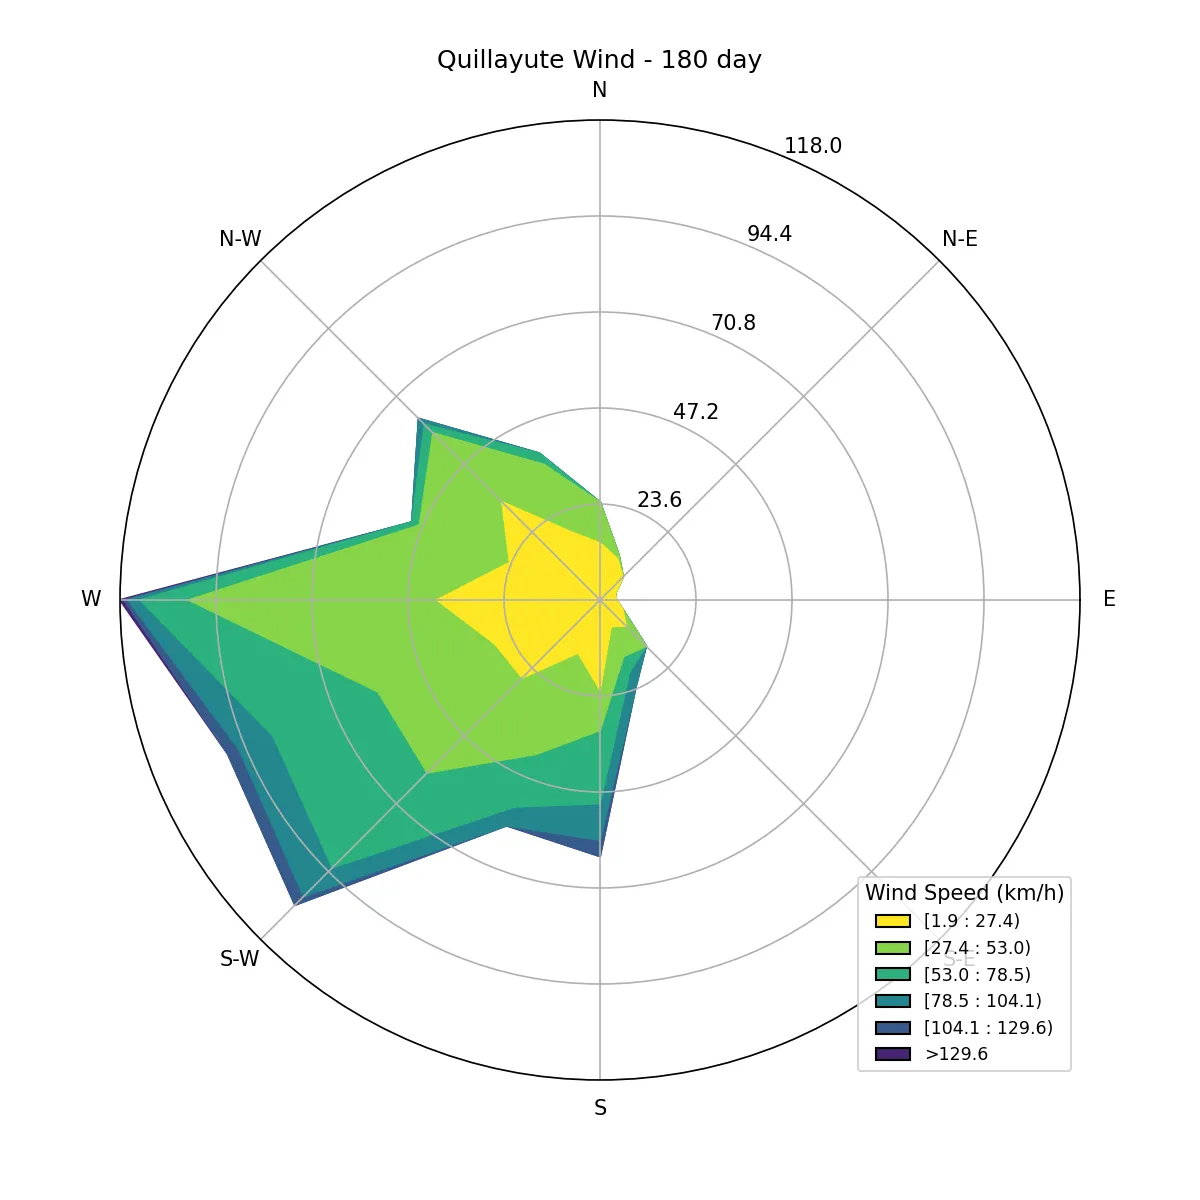 Quillayute Wind - 180 day
N
118.0
N-W
94.4
N-E
70.8
47.2
23.6
W
E
S-W
S-E
S
Wind Speed (km/h)
[1.9 : 27.4)
[27.4 : 53.0)
[53.0 : 78.5)
[78.5 : 104.1)
[104.1 : 129.6)
>129.6